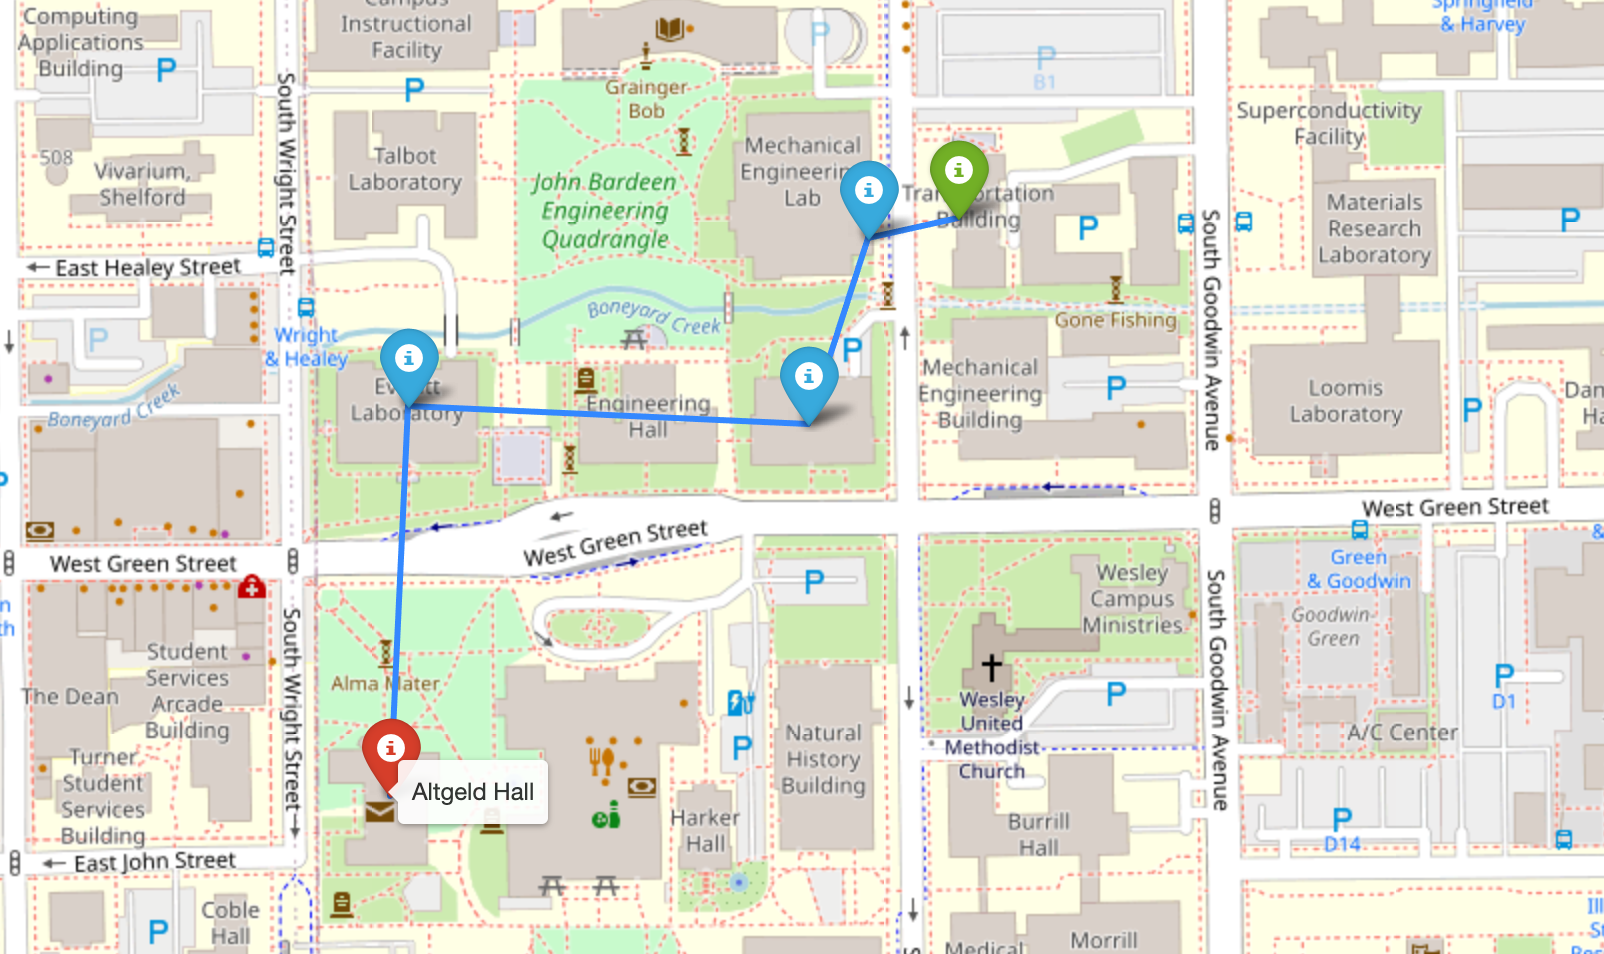 Computing
Applications
Building
P
Campus
Instructional
Facility
P
Grainger
Bob
P
P
B1
Springfield
& Harvey
Superconductivity
Facility
508
Vivarium,
Shelford
South Wright Street
Talbot
Laboratory
John Bardeen
Engineering
Quadrangle
Mechanical
Engineering
Lab
Transportation
Building
P
South Goodwin Avenue
Materials
Research
Laboratory
P
East Healey Street
Wright
& Healey
P
Boneyard Creek
Boneyard Creek
Gone Fishing
P
Everitt
Laboratory
Engineering
Hall
Mechanical
Engineering
Building
P
Loomis
Laboratory
P
West Green Street
West Green Street
West Green Street
Green
& Goodwin
Goodwin-
Green
P
Wesley
Campus
Ministries
South Goodwin Avenue
South Wright Street
Student
Services
Arcade
Building
The Dean
Turner
Student
Services
Building
Alma Mater
Altgeld Hall
P
Natural
History
Building
Wesley
United
Methodist
Church
P
A/C Center
P
D1
Harker
Hall
Burrill
Hall
P
D14
East John Street
P
Coble
Hall
Medical
Morrill